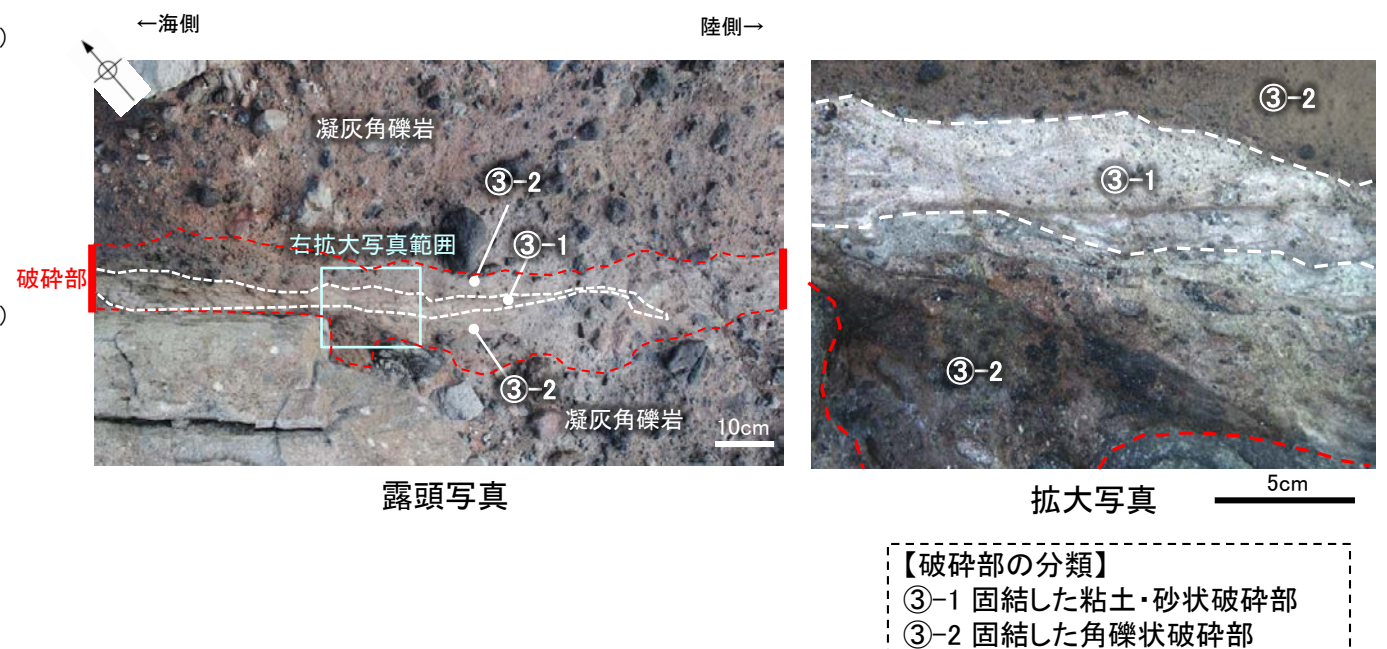 ）
←海側
陸側→
凝灰角礫岩
③-2
③-2
③-1
右拡大写真範囲
③-1
破砕部
）
③-2
③-2
凝灰角礫岩
10cm
露頭写真
5cm
拡大写真
【破砕部の分類】
③-1 固結した粘土・砂状破砕部
③-2 固結した角礫状破砕部